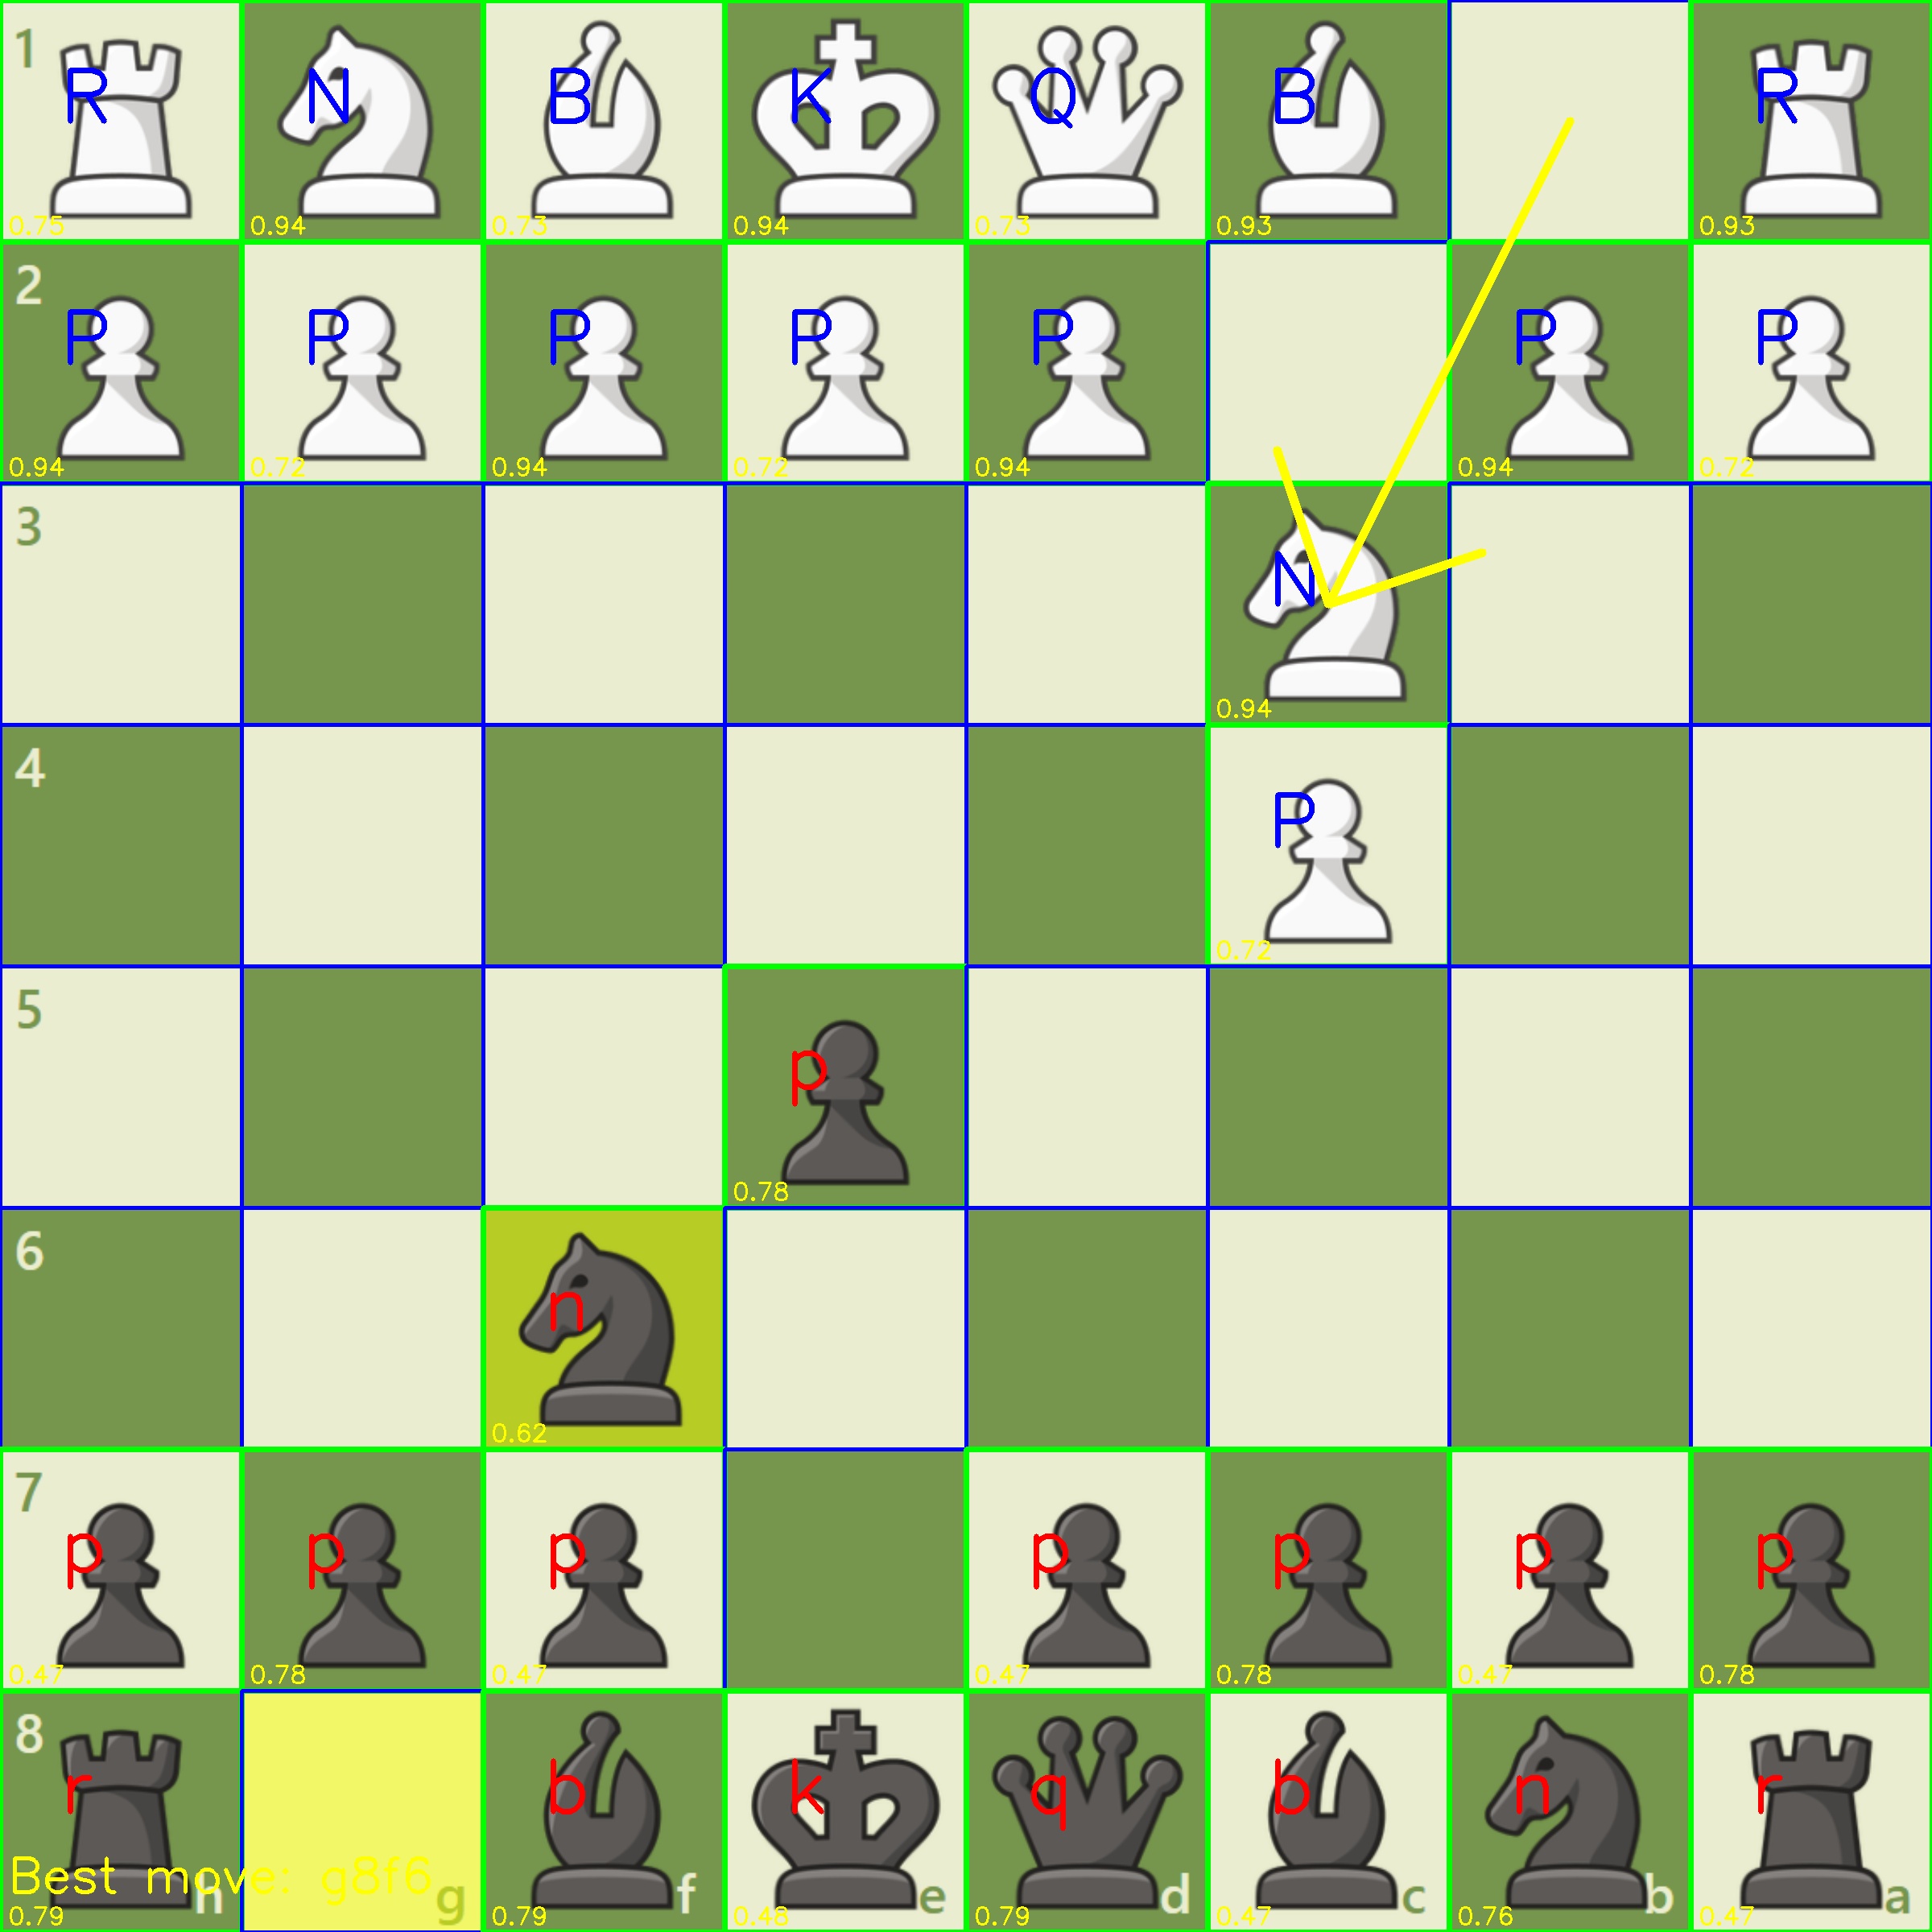 1 R N B K Q B R
0.75 0.94 0.73 0.94 0.73 0.93 0.93
2 P P P P P P P
0.94 0.72 0.94 0.72 0.94 0.94 0.72
3 N
0.94
4 P
0.72
5 p
0.78
6 n
0.62
7 p p p p p p p
0.47 0.78 0.47 0.47 0.78 0.47 0.78
8 r b k q b n r
Best move: g8f6
h g f e d c b a
0.79 0.79 0.48 0.79 0.47 0.76 0.47